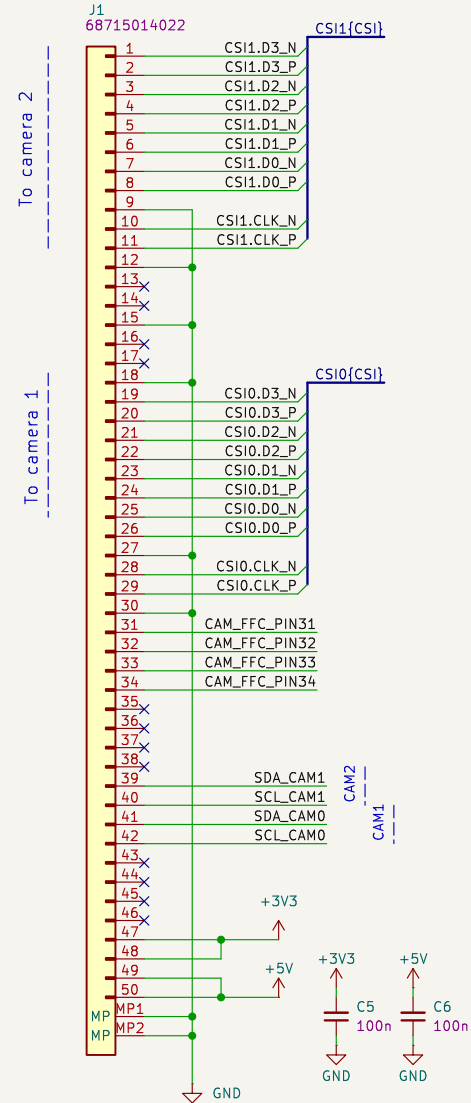 J1
68715014022
CSI1{CSI}
To camera 2
1 CSI1.D3_N
2 CSI1.D3_P
3 CSI1.D2_N
4 CSI1.D2_P
5 CSI1.D1_N
6 CSI1.D1_P
7 CSI1.D0_N
8 CSI1.D0_P
9
10 CSI1.CLK_N
11 CSI1.CLK_P
12
13
14
15
16
17
18
CSI0{CSI}
To camera 1
19 CSI0.D3_N
20 CSI0.D3_P
21 CSI0.D2_N
22 CSI0.D2_P
23 CSI0.D1_N
24 CSI0.D1_P
25 CSI0.D0_N
26 CSI0.D0_P
27
28 CSI0.CLK_N
29 CSI0.CLK_P
30
31 CAM_FFC_PIN31
32 CAM_FFC_PIN32
33 CAM_FFC_PIN33
34 CAM_FFC_PIN34
35
36
37
38
39 SDA_CAM1
40 SCL_CAM1
41 SDA_CAM0
42 SCL_CAM0
CAM2
CAM1
43
44
45
46
47
+3V3
48
49
+5V
50
MP MP1
MP MP2
GND
+3V3
C5
100n
GND
+5V
C6
100n
GND